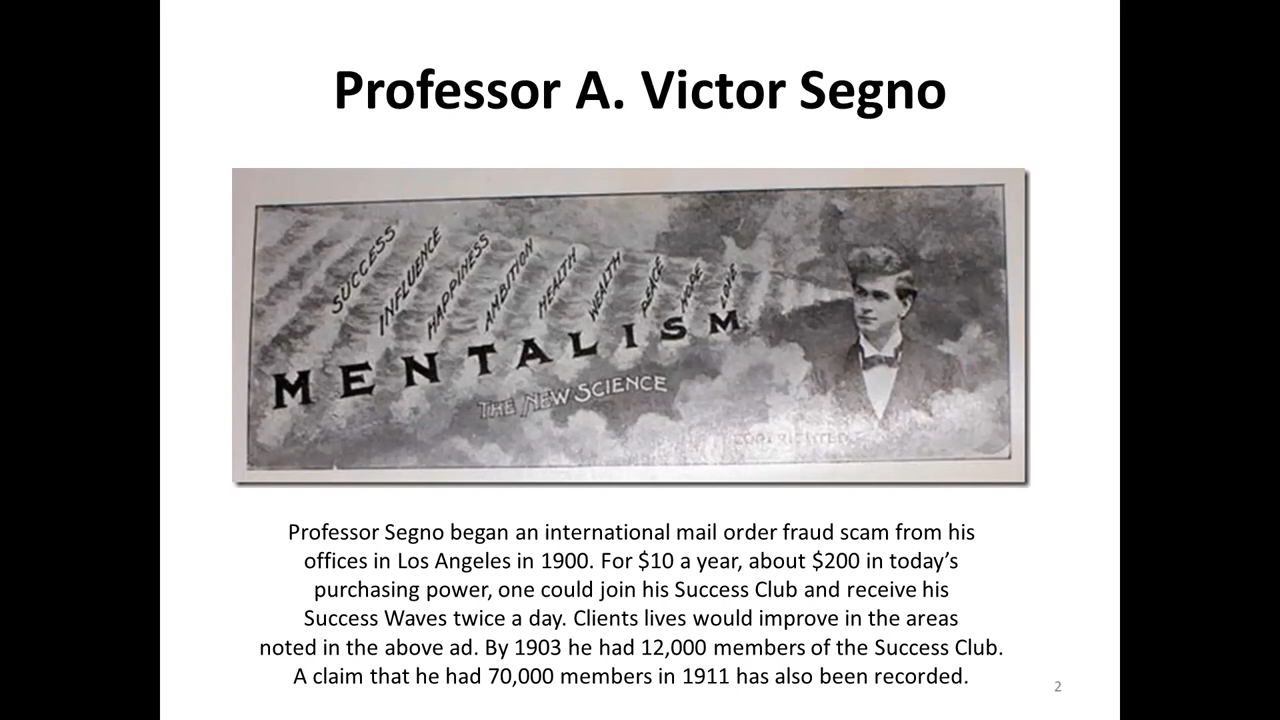 Professor A. Victor Segno
SUCCESS
INFLUENCE
HAPPINESS
AMBITION
HEALTH
WEALTH
PEACE
HOPE
LOVE
MENTALISM
THE NEW SCIENCE
COPYRIGHTED
Professor Segno began an international mail order fraud scam from his
offices in Los Angeles in 1900. For $10 a year, about $200 in today’s
purchasing power, one could join his Success Club and receive his
Success Waves twice a day. Clients lives would improve in the areas
noted in the above ad. By 1903 he had 12,000 members of the Success Club.
A claim that he had 70,000 members in 1911 has also been recorded.
2